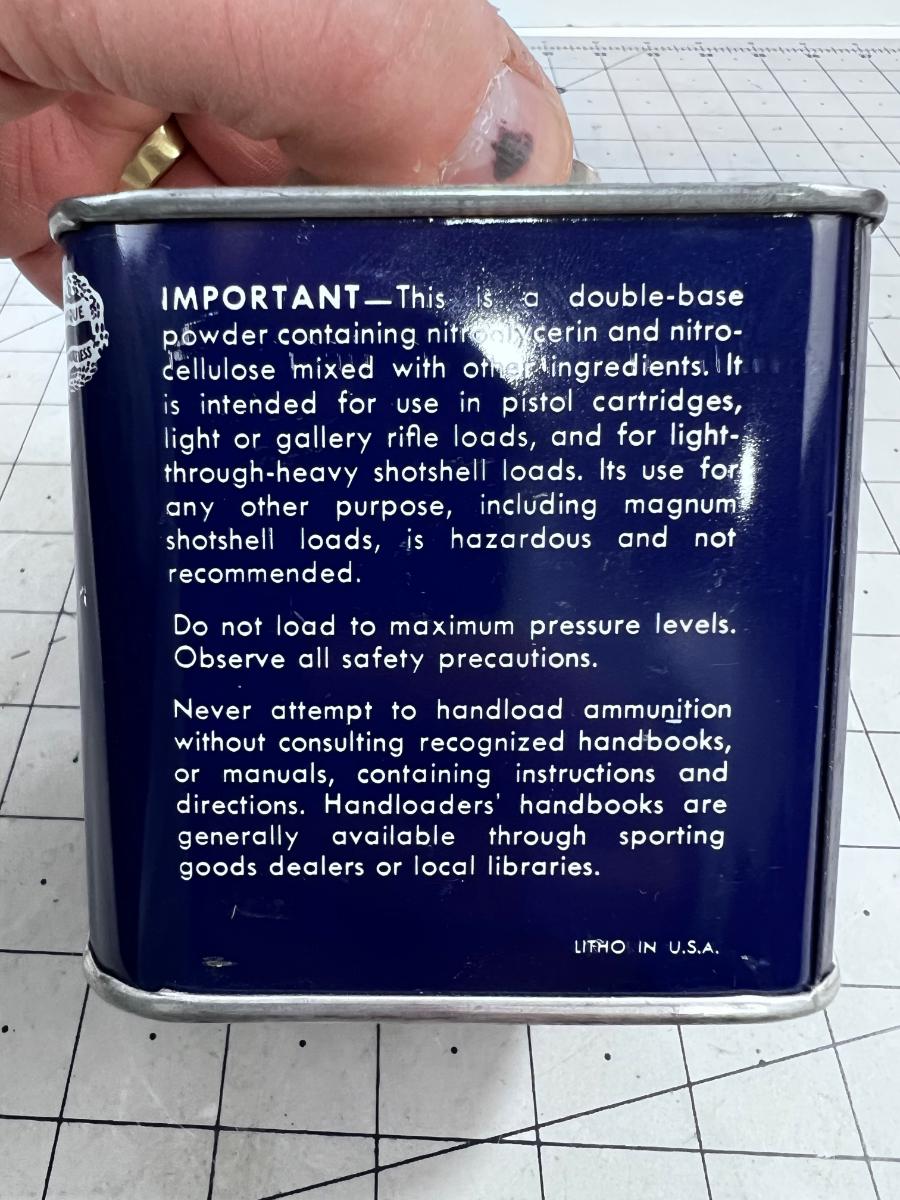 IMPORTANT—This is a double-base
powder containing nitroglycerin and nitro-
cellulose mixed with other ingredients. It
is intended for use in pistol cartridges,
light or gallery rifle loads, and for light-
through-heavy shotshell loads. Its use for
any other purpose, including magnum
shotshell loads, is hazardous and not
recommended.
Do not load to maximum pressure levels.
Observe all safety precautions.
Never attempt to handload ammunition
without consulting recognized handbooks,
or manuals, containing instructions and
directions. Handloaders' handbooks are
generally available through sporting
goods dealers or local libraries.
LITHO IN U.S.A.